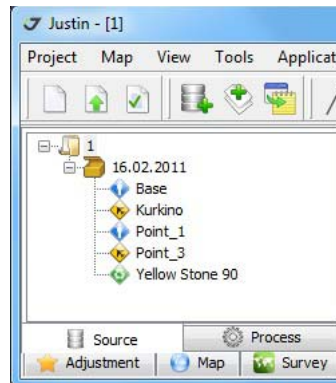 Justin - [1]
Project Map View Tools Applicat
1
16.02.2011
Base
Kurkino
Point_1
Point_3
Yellow Stone 90
Source Process
Adjustment Map Survey